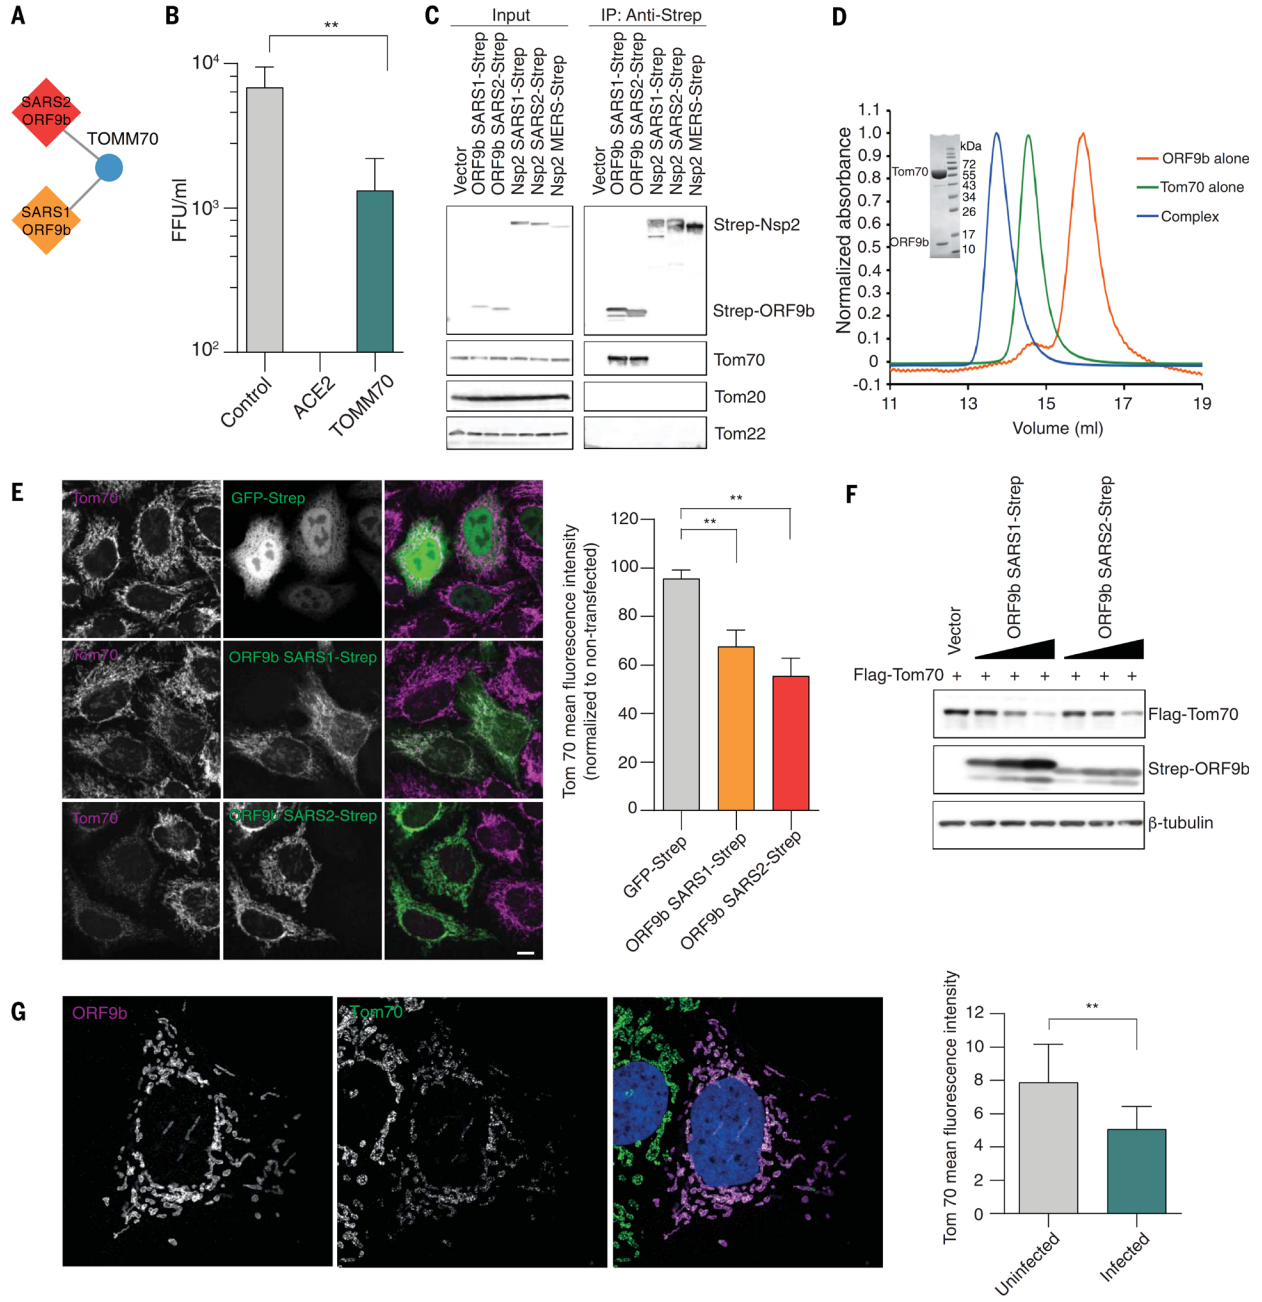 A
SARS2
ORF9b
TOMM70
SARS1
ORF9b
B
**
FFU/ml
10⁴
10³
10²
Control
ACE2
TOMM70
C
Input
IP: Anti-Strep
Vector
ORF9b SARS1-Strep
ORF9b SARS2-Strep
Nsp2 SARS1-Strep
Nsp2 SARS2-Strep
Nsp2 MERS-Strep
Vector
ORF9b SARS1-Strep
ORF9b SARS2-Strep
Nsp2 SARS1-Strep
Nsp2 SARS2-Strep
Nsp2 MERS-Strep
Strep-Nsp2
Strep-ORF9b
Tom70
Tom20
Tom22
D
Normalized absorbance
1.1
1.0
0.9
0.8
0.7
0.6
0.5
0.4
0.3
0.2
0.1
0
-0.1
11
13
15
17
19
Volume (ml)
kDa
72
55
43
34
26
17
10
Tom70
ORF9b
ORF9b alone
Tom70 alone
Complex
E
Tom70
GFP-Strep
Tom70
ORF9b SARS1-Strep
Tom70
ORF9b SARS2-Strep
Tom 70 mean fluorescence intensity
(normalized to non-transfected)
120
100
80
60
40
20
0
**
**
GFP-Strep
ORF9b SARS1-Strep
ORF9b SARS2-Strep
F
Vector
ORF9b SARS1-Strep
ORF9b SARS2-Strep
Flag-Tom70 + + + + + + +
Flag-Tom70
Strep-ORF9b
β-tubulin
G
ORF9b
Tom70
Tom 70 mean fluorescence intensity
12
10
8
6
4
2
0
**
Uninfected
Infected